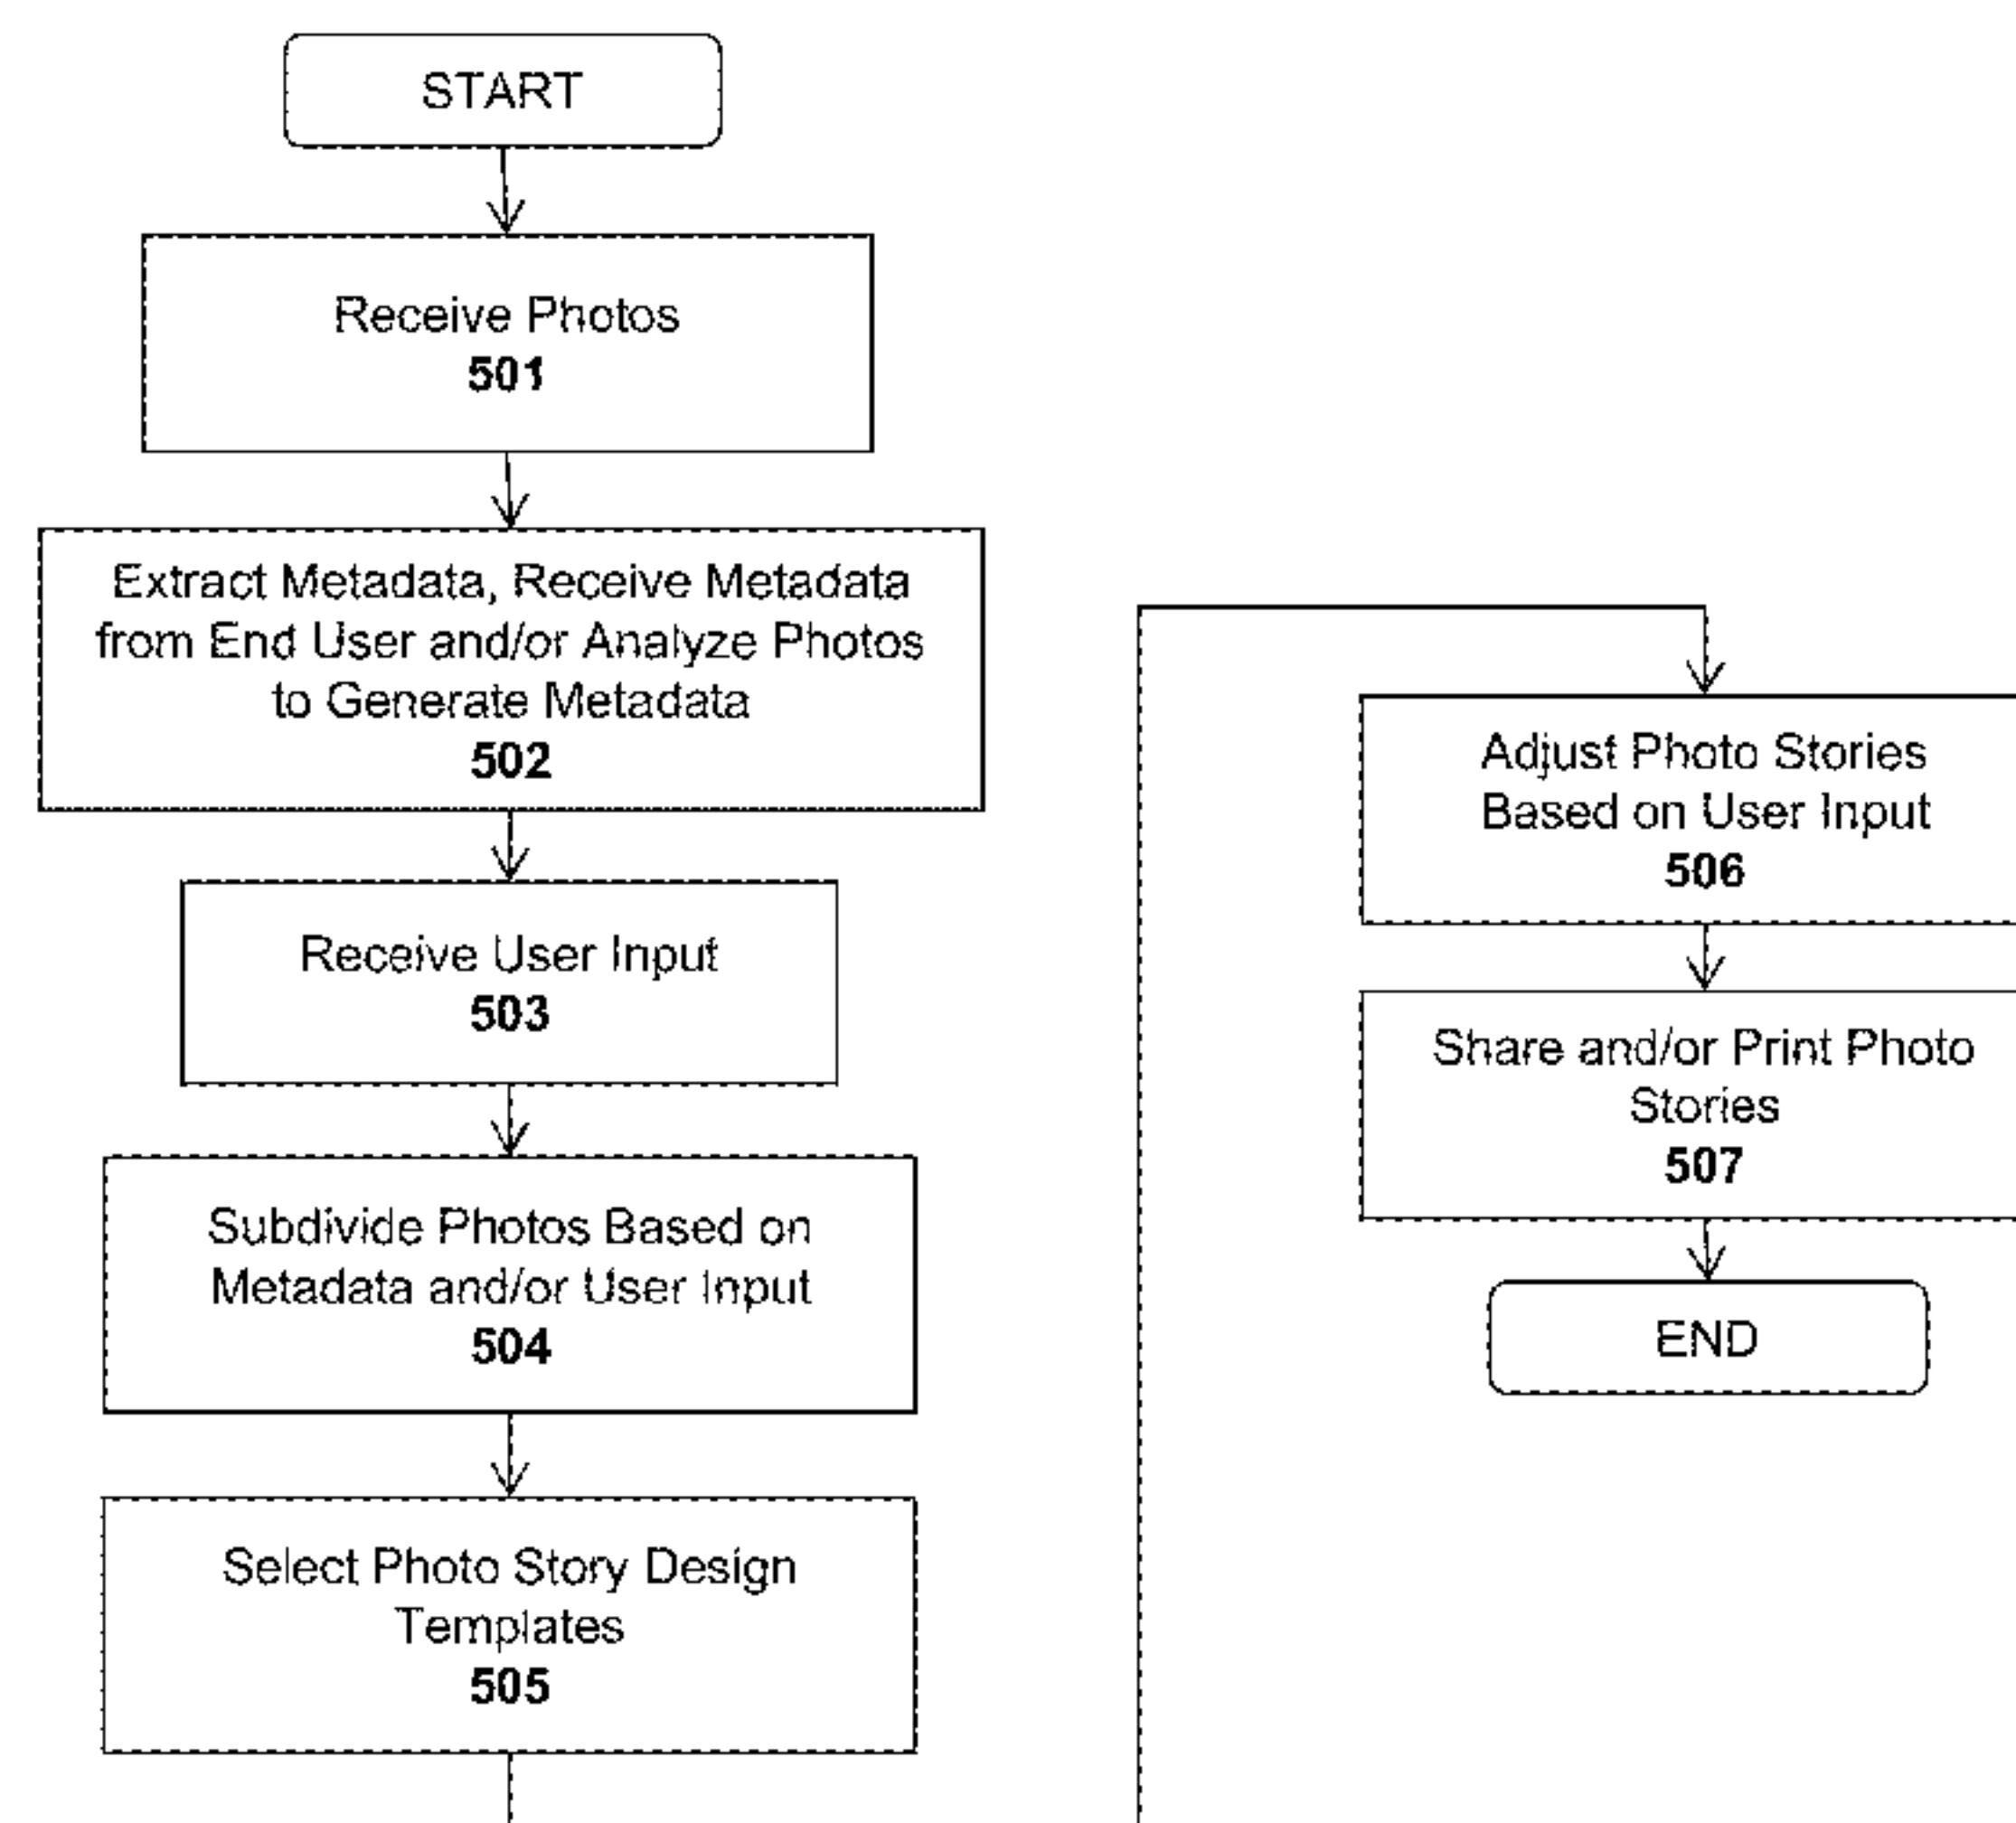 START
Receive Photos
501
Extract Metadata, Receive Metadata
from End User and/or Analyze Photos
to Generate Metadata
502
Receive User Input
503
Subdivide Photos Based on
Metadata and/or User Input
504
Select Photo Story Design
Templates
505
Adjust Photo Stories
Based on User Input
506
Share and/or Print Photo
Stories
507
END